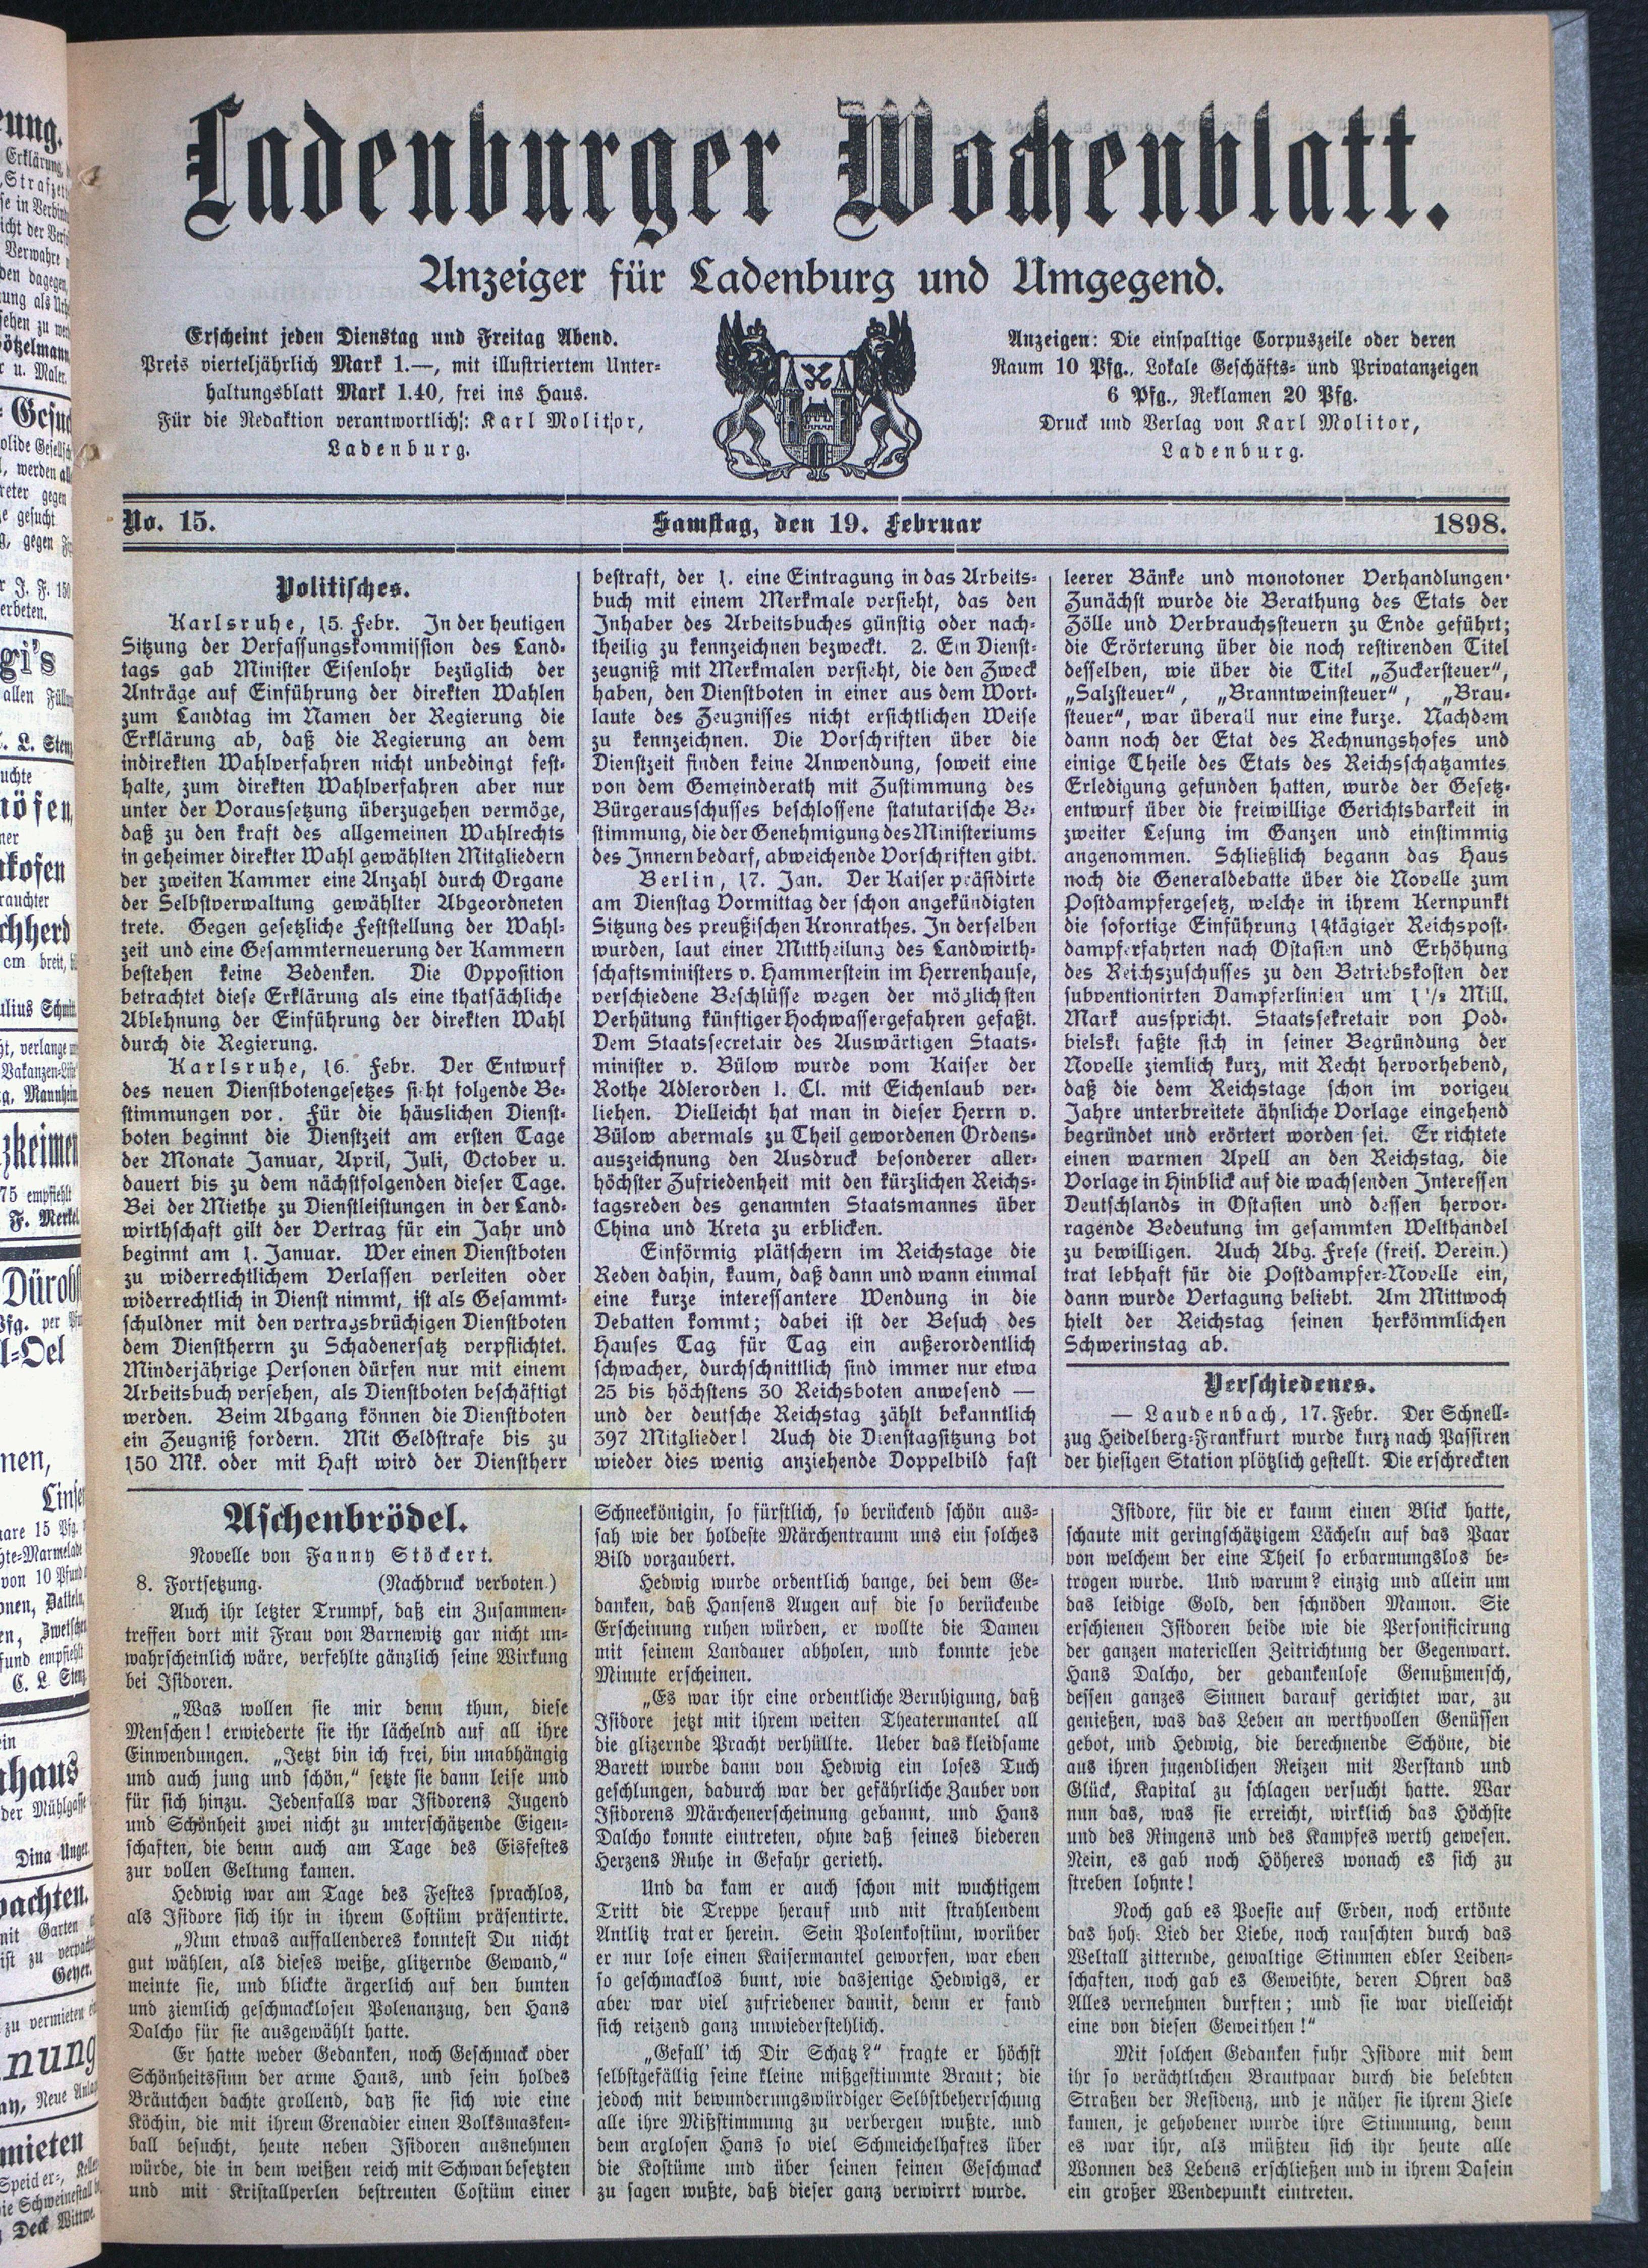 Ladenburger Wochenblatt.
Anzeiger für Ladenburg und Umgegend.
Erscheint jeden Dienstag und Freitag Abend.
Preis vierteljährlich Mark 1.—, mit illustriertem Unter-
haltungsblatt Mark 1.40, frei ins Haus.
Für die Redaktion verantwortlich: Karl Molitor,
Ladenburg.
Anzeigen: Die einspaltige Corpuszeile oder deren
Raum 10 Pfg., Lokale Geschäfts- und Privatanzeigen
6 Pfg., Reklamen 20 Pfg.
Druck und Verlag von Karl Molitor,
Ladenburg.
No. 15.
Samstag, den 19. Februar
1898.
Politisches.
Karlsruhe, 15. Febr. In der heutigen
Sitzung der Verfassungskommission des Land-
tags gab Minister Eisenlohr bezüglich der
Anträge auf Einführung der direkten Wahlen
zum Landtag im Namen der Regierung die
Erklärung ab, daß die Regierung an dem
indirekten Wahlverfahren nicht unbedingt fest-
halte, zum direkten Wahlverfahren aber nur
unter der Voraussetzung überzugehen vermöge,
daß zu den kraft des allgemeinen Wahlrechts
in geheimer direkter Wahl gewählten Mitgliedern
der zweiten Kammer eine Anzahl durch Organe
der Selbstverwaltung gewählter Abgeordneten
trete. Gegen gesetzliche Feststellung der Wahl-
zeit und eine Gesammterneuerung der Kammern
bestehen keine Bedenken. Die Opposition
betrachtet diese Erklärung als eine thatsächliche
Ablehnung der Einführung der direkten Wahl
durch die Regierung.
Karlsruhe, 16. Febr. Der Entwurf
des neuen Dienstbotengesetzes sieht folgende Be-
stimmungen vor. Für die häuslichen Dienst-
boten beginnt die Dienstzeit am ersten Tage
der Monate Januar, April, Juli, October u.
dauert bis zu dem nächstfolgenden dieser Tage.
Bei der Miethe zu Dienstleistungen in der Land-
wirthschaft gilt der Vertrag für ein Jahr und
beginnt am 1. Januar. Wer einen Dienstboten
zu widerrechtlichem Verlassen verleiten oder
widerrechtlich in Dienst nimmt, ist als Gesammt-
schuldner mit den vertragsbrüchigen Dienstboten
dem Dienstherrn zu Schadenersatz verpflichtet.
Minderjährige Personen dürfen nur mit einem
Arbeitsbuch versehen, als Dienstboten beschäftigt
werden. Beim Abgang können die Dienstboten
ein Zeugniß fordern. Mit Geldstrafe bis zu
150 Mk. oder mit Haft wird der Dienstherr
bestraft, der 1. eine Eintragung in das Arbeits-
buch mit einem Merkmale versieht, das den
Inhaber des Arbeitsbuches günstig oder nach-
theilig zu kennzeichnen bezweckt. 2. Ein Dienst-
zeugniß mit Merkmalen versieht, die den Zweck
haben, den Dienstboten in einer aus dem Wort-
laute des Zeugnisses nicht ersichtlichen Weise
zu kennzeichnen. Die Vorschriften über die
Dienstzeit finden keine Anwendung, soweit eine
von dem Gemeinderath mit Zustimmung des
Bürgerausschusses beschlossene statutarische Be-
stimmung, die der Genehmigung des Ministeriums
des Innern bedarf, abweichende Vorschriften gibt.
Berlin, 17. Jan. Der Kaiser präsidirte
am Dienstag Vormittag der schon angekündigten
Sitzung des preußischen Kronrathes. In derselben
wurden, laut einer Mittheilung des Landwirth-
schaftsministers v. Hammerstein im Herrenhause,
verschiedene Beschlüsse wegen der möglichsten
Verhütung künftiger Hochwassergefahren gefaßt.
Dem Staatssecretair des Auswärtigen Staats-
minister v. Bülow wurde vom Kaiser der
Rothe Adlerorden 1. Cl. mit Eichenlaub ver-
liehen. Vielleicht hat man in dieser Herrn v.
Bülow abermals zu Theil gewordenen Ordens-
auszeichnung den Ausdruck besonderer aller-
höchster Zufriedenheit mit den kürzlichen Reichs-
tagsreden des genannten Staatsmannes über
China und Kreta zu erblicken.
Einförmig plätschern im Reichstage die
Reden dahin, kaum, daß dann und wann einmal
eine kurze interessantere Wendung in die
Debatten kommt; dabei ist der Besuch des
Hauses Tag für Tag ein außerordentlich
schwacher, durchschnittlich sind immer nur etwa
25 bis höchstens 30 Reichsboten anwesend —
und der deutsche Reichstag zählt bekanntlich
397 Mitglieder! Auch die Dienstagsitzung bot
wieder dies wenig anziehende Doppelbild fast
leerer Bänke und monotoner Verhandlungen.
Zunächst wurde die Berathung des Etats der
Zölle und Verbrauchssteuern zu Ende geführt;
die Erörterung über die noch restirenden Titel
desselben, wie über die Titel „Zuckersteuer“,
„Salzsteuer“, „Branntweinsteuer“, „Brau-
steuer“, war überall nur eine kurze. Nachdem
dann noch der Etat des Rechnungshofes und
einige Theile des Etats des Reichsschatzamtes
Erledigung gefunden hatten, wurde der Gesetz-
entwurf über die freiwillige Gerichtsbarkeit in
zweiter Lesung im Ganzen und einstimmig
angenommen. Schließlich begann das Haus
noch die Generaldebatte über die Novelle zum
Postdampfergesetz, welche in ihrem Kernpunkt
die sofortige Einführung 14tägiger Reichspost-
dampferfahrten nach Ostasien und Erhöhung
des Reichszuschusses zu den Betriebskosten der
subventionirten Dampferlinien um 1 1/2 Mill.
Mark ausspricht. Staatssekretair von Pod-
bielski faßte sich in seiner Begründung der
Novelle ziemlich kurz, mit Recht hervorhebend,
daß die dem Reichstage schon im vorigen
Jahre unterbreitete ähnliche Vorlage eingehend
begründet und erörtert worden sei. Er richtete
einen warmen Apell an den Reichstag, die
Vorlage in Hinblick auf die wachsenden Interessen
Deutschlands in Ostasien und dessen hervor-
ragende Bedeutung im gesammten Welthandel
zu bewilligen. Auch Abg. Frese (freis. Verein.)
trat lebhaft für die Postdampfer-Novelle ein,
dann wurde Vertagung beliebt. Am Mittwoch
hielt der Reichstag seinen herkömmlichen
Schwerinstag ab.
Verschiedenes.
— Laudenbach, 17. Febr. Der Schnell-
zug Heidelberg-Frankfurt wurde kurz nach Passiren
der hiesigen Station plötzlich gestellt. Die erschreckten
Aschenbrödel.
Novelle von Fanny Stöckert.
8. Fortsetzung. (Nachdruck verboten.)
Auch ihr letzter Trumpf, daß ein Zusammen-
treffen dort mit Frau von Barnewitz gar nicht un-
wahrscheinlich wäre, verfehlte gänzlich seine Wirkung
bei Isidoren.
„Was wollen sie mir denn thun, diese
Menschen! erwiederte sie ihr lächelnd auf all ihre
Einwendungen. „Jetzt bin ich frei, bin unabhängig
und auch jung und schön,“ setzte sie dann leise und
für sich hinzu. Jedenfalls war Isidorens Jugend
und Schönheit zwei nicht zu unterschätzende Eigen-
schaften, die denn auch am Tage des Eisfestes
zur vollen Geltung kamen.
Hedwig war am Tage des Festes sprachlos,
als Isidore sich ihr in ihrem Costüm präsentirte.
„Nun etwas auffallenderes konntest Du nicht
gut wählen, als dieses weiße, glitzernde Gewand,“
meinte sie, und blickte ärgerlich auf den bunten
und ziemlich geschmacklosen Polenanzug, den Hans
Dalcho für sie ausgewählt hatte.
Er hatte weder Gedanken, noch Geschmack oder
Schönheitssinn der arme Hans, und sein holdes
Bräutchen dachte grollend, daß sie sich wie eine
Köchin, die mit ihrem Grenadier einen Volksmasken-
ball besucht, heute neben Isidoren ausnehmen
würde, die in dem weißen reich mit Schwan besetzten
und mit Kristallperlen bestreuten Costüm einer
Schneekönigin, so fürstlich, so berückend schön aus-
sah wie der holdeste Märchentraum uns ein solches
Bild vorzaubert.
Hedwig wurde ordentlich bange, bei dem Ge-
danken, daß Hansens Augen auf die so berückende
Erscheinung ruhen würden, er wollte die Damen
mit seinem Landauer abholen, und konnte jede
Minute erscheinen.
„Es war ihr eine ordentliche Beruhigung, daß
Isidore jetzt mit ihrem weiten Theatermantel all
die glizernde Pracht verhüllte. Ueber das kleidsame
Barett wurde dann von Hedwig ein loses Tuch
geschlungen, dadurch war der gefährliche Zauber von
Isidorens Märchenerscheinung gebannt, und Hans
Dalcho konnte eintreten, ohne daß seines biederen
Herzens Ruhe in Gefahr gerieth.
Und da kam er auch schon mit wuchtigem
Tritt die Treppe herauf und mit strahlendem
Antlitz trat er herein. Sein Polenkostüm, worüber
er nur lose einen Kaisermantel geworfen, war eben
so geschmacklos bunt, wie dasjenige Hedwigs, er
aber war viel zufriedener damit, denn er fand
sich reizend ganz unwiederstehlich.
„Gefall' ich Dir Schatz?“ fragte er höchst
selbstgefällig seine kleine mißgestimmte Braut; die
jedoch mit bewunderungswürdiger Selbstbeherrschung
alle ihre Mißstimmung zu verbergen wußte, und
dem arglosen Hans so viel Schmeichelhaftes über
die Kostüme und über seinen feinen Geschmack
zu sagen wußte, daß dieser ganz verwirrt wurde.
Isidore, für die er kaum einen Blick hatte,
schaute mit geringschätzigem Lächeln auf das Paar
von welchem der eine Theil so erbarmungslos be-
trogen wurde. Und warum? einzig und allein um
das leidige Gold, den schnöden Mamon. Sie
erschienen Isidoren beide wie die Personificirung
der ganzen materiellen Zeitrichtung der Gegenwart.
Hans Dalcho, der gedankenlose Genußmensch,
dessen ganzes Sinnen darauf gerichtet war, zu
genießen, was das Leben an werthvollen Genüssen
gebot, und Hedwig, die berechnende Schöne, die
aus ihren jugendlichen Reizen mit Verstand und
Glück, Kapital zu schlagen versucht hatte. War
nun das, was sie erreicht, wirklich das Höchste
und des Ringens und des Kampfes werth gewesen.
Nein, es gab noch Höheres wonach es sich zu
streben lohnte!
Noch gab es Poesie auf Erden, noch ertönte
das hohe Lied der Liebe, noch rauschten durch das
Weltall zitternde, gewaltige Stimmen edler Leiden-
schaften, noch gab es Geweihte, deren Ohren das
Alles vernehmen durften; und sie war vielleicht
eine von diesen Geweithen!“
Mit solchen Gedanken fuhr Isidore mit dem
ihr so verächtlichen Brautpaar durch die belebten
Straßen der Residenz, und je näher sie ihrem Ziele
kamen, je gehobener wurde ihre Stimmung, denn
es war ihr, als müßten sich ihr heute alle
Wonnen des Lebens erschließen und in ihrem Dasein
ein großer Wendepunkt eintreten.